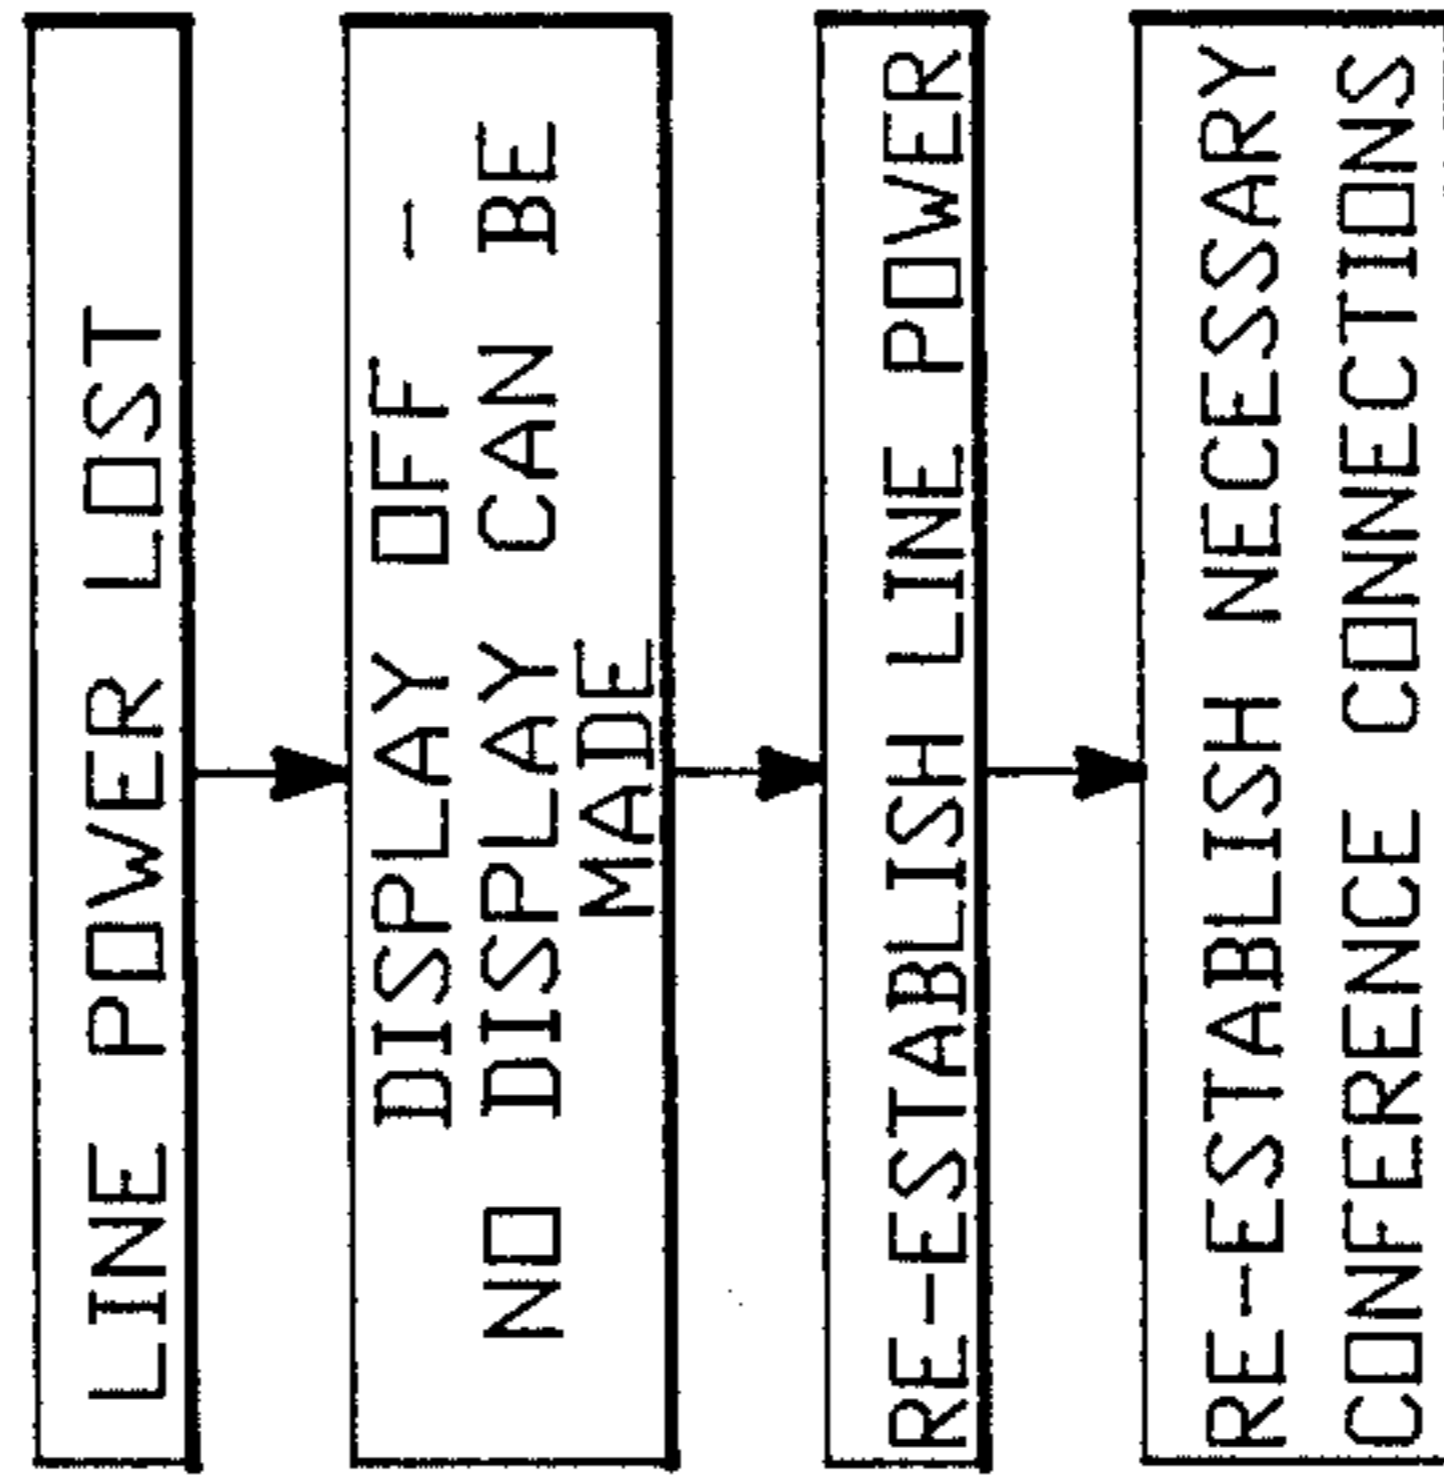 LINE POWER LOST
DISPLAY OFF -
NO DISPLAY CAN BE
MADE
RE-ESTABLISH LINE POWER
RE-ESTABLISH NECESSARY
CONFERENCE CONNECTIONS